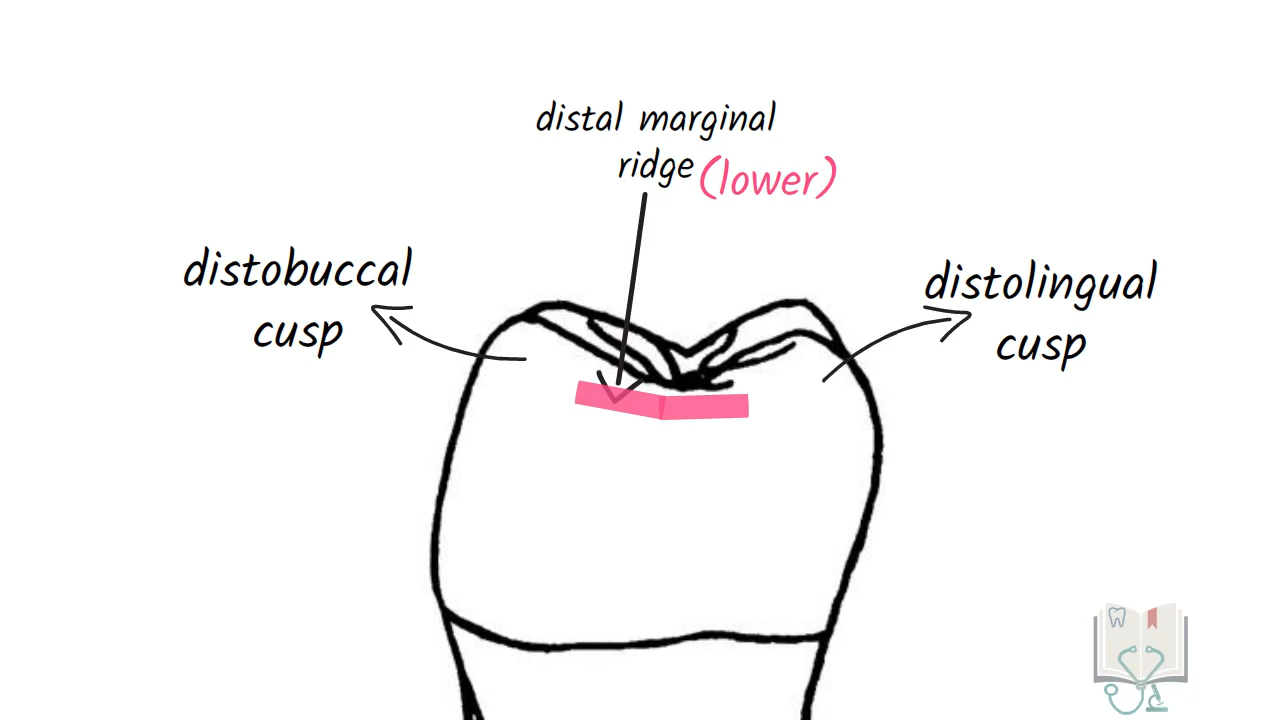 distal marginal
ridge (lower)
distobuccal
cusp
distolingual
cusp